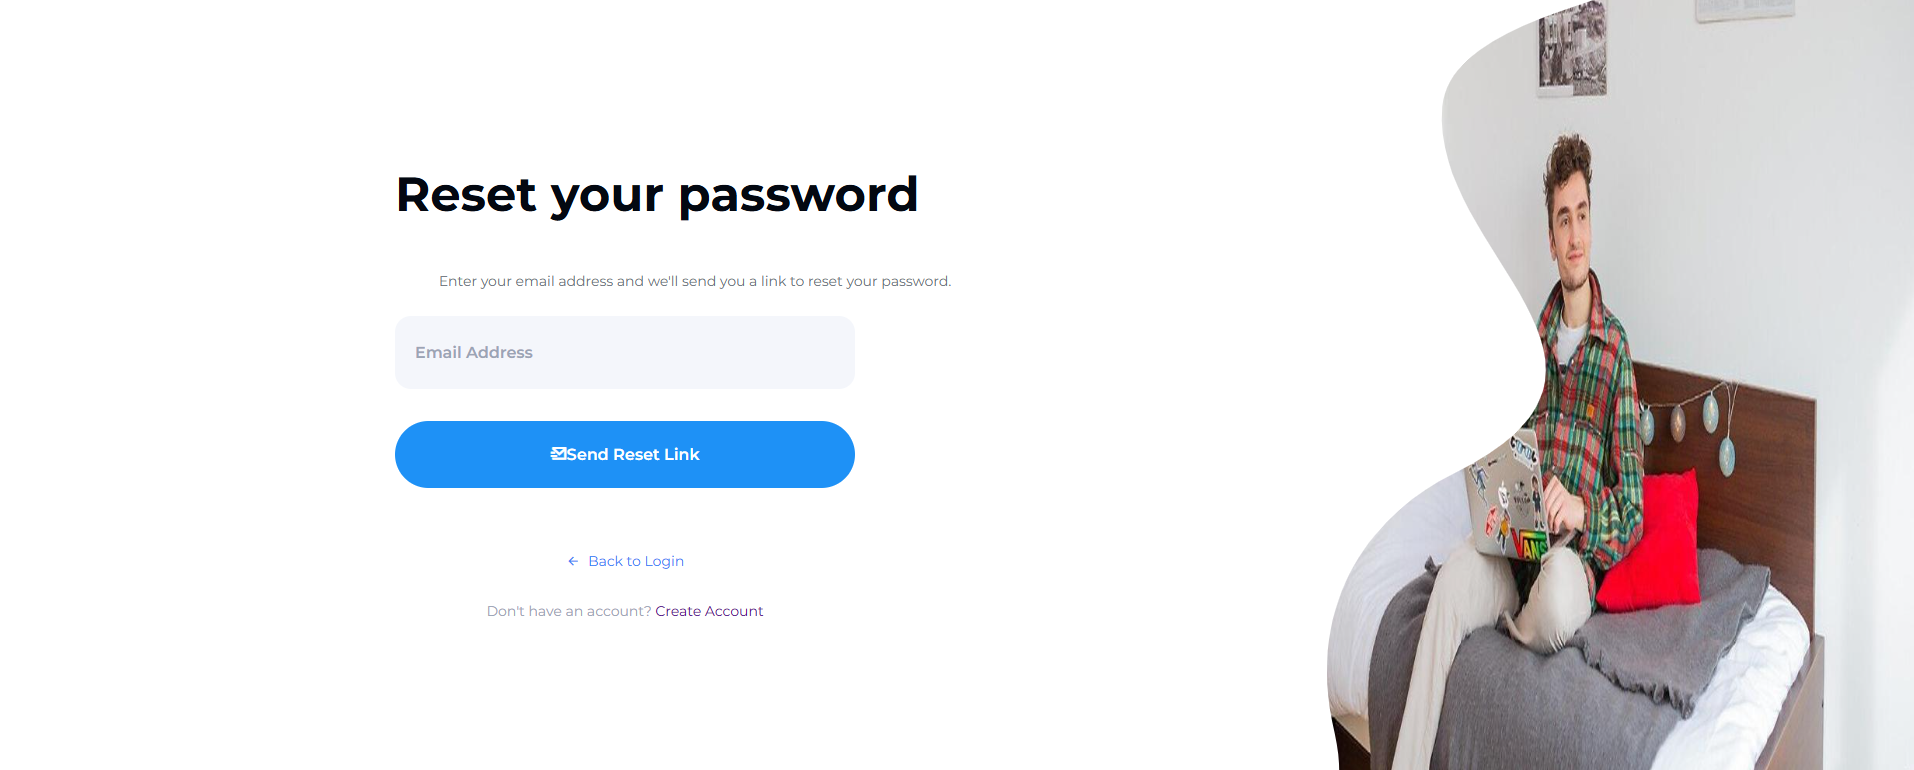 Reset your password
Enter your email address and we'll send you a link to reset your password.
Email Address
Send Reset Link
← Back to Login
Don't have an account? Create Account
VANS